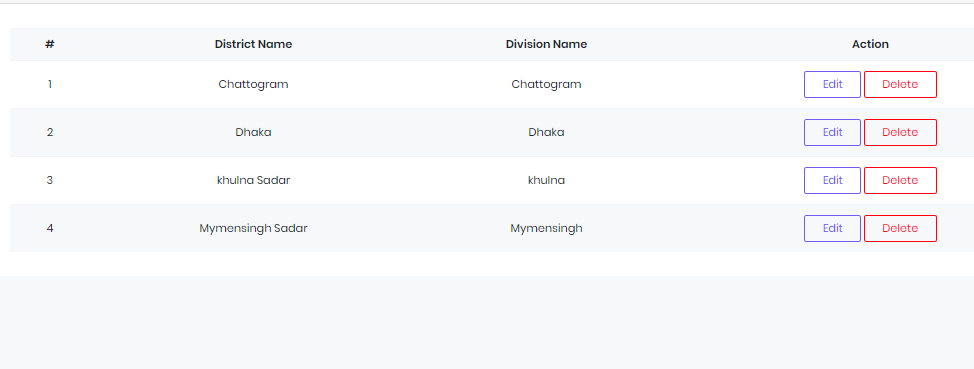 # District Name Division Name Action
1 Chattogram Chattogram Edit Delete
2 Dhaka Dhaka Edit Delete
3 khulna Sadar khulna Edit Delete
4 Mymensingh Sadar Mymensingh Edit Delete